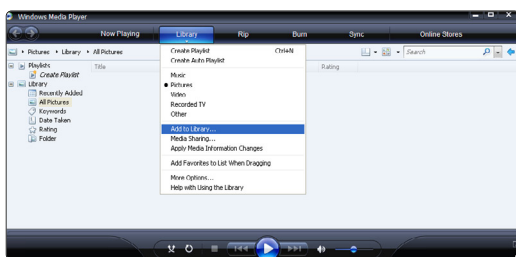 Windows Media Player
Now Playing Library Rip Burn Sync Online Stores
Pictures Library All Pictures
Search
Title
Rating
Playlists
Create Playlist
Library
Recently Added
All Pictures
Keywords
Date Taken
Rating
Folder
Create Playlist Ctrl+N
Create Auto Playlist
Music
Pictures
Video
Recorded TV
Other
Add to Library...
Media Sharing...
Apply Media Information Changes
Add Favorites to List When Dragging
More Options...
Help with Using the Library